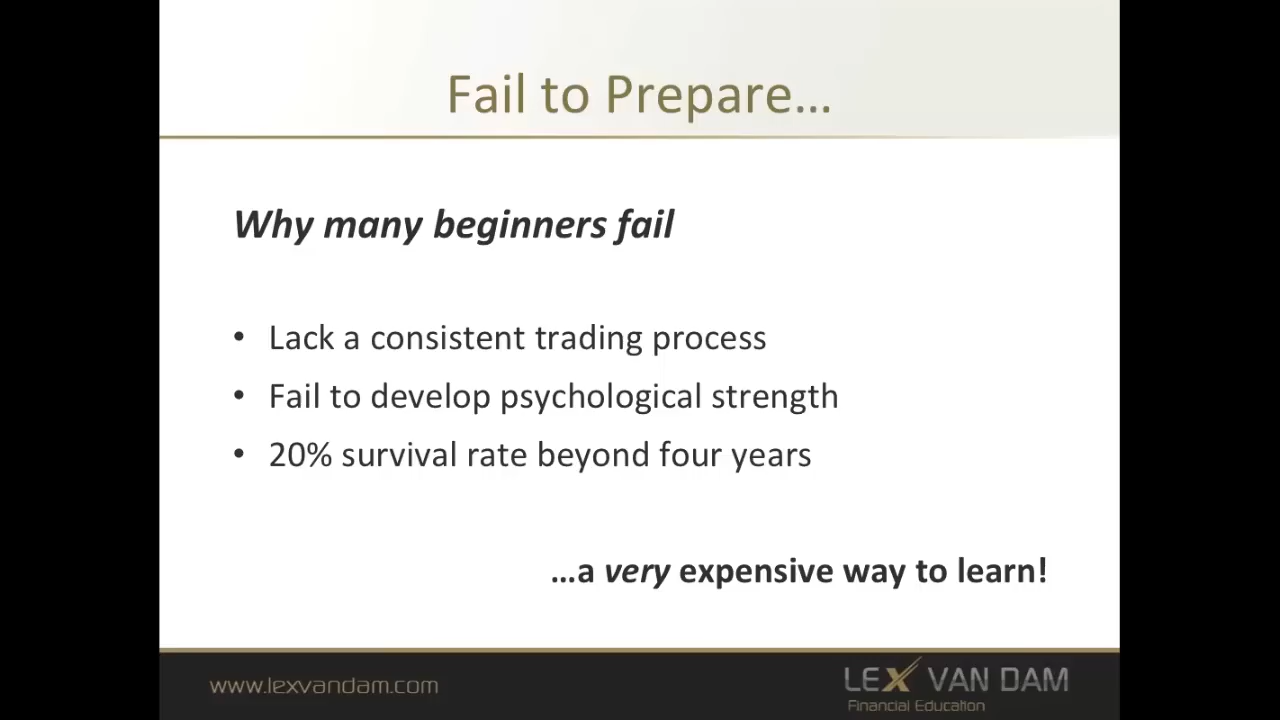 Fail to Prepare...
Why many beginners fail
• Lack a consistent trading process
• Fail to develop psychological strength
• 20% survival rate beyond four years
...a very expensive way to learn!
www.lexvandam.com
LEX VAN DAM
Financial Education